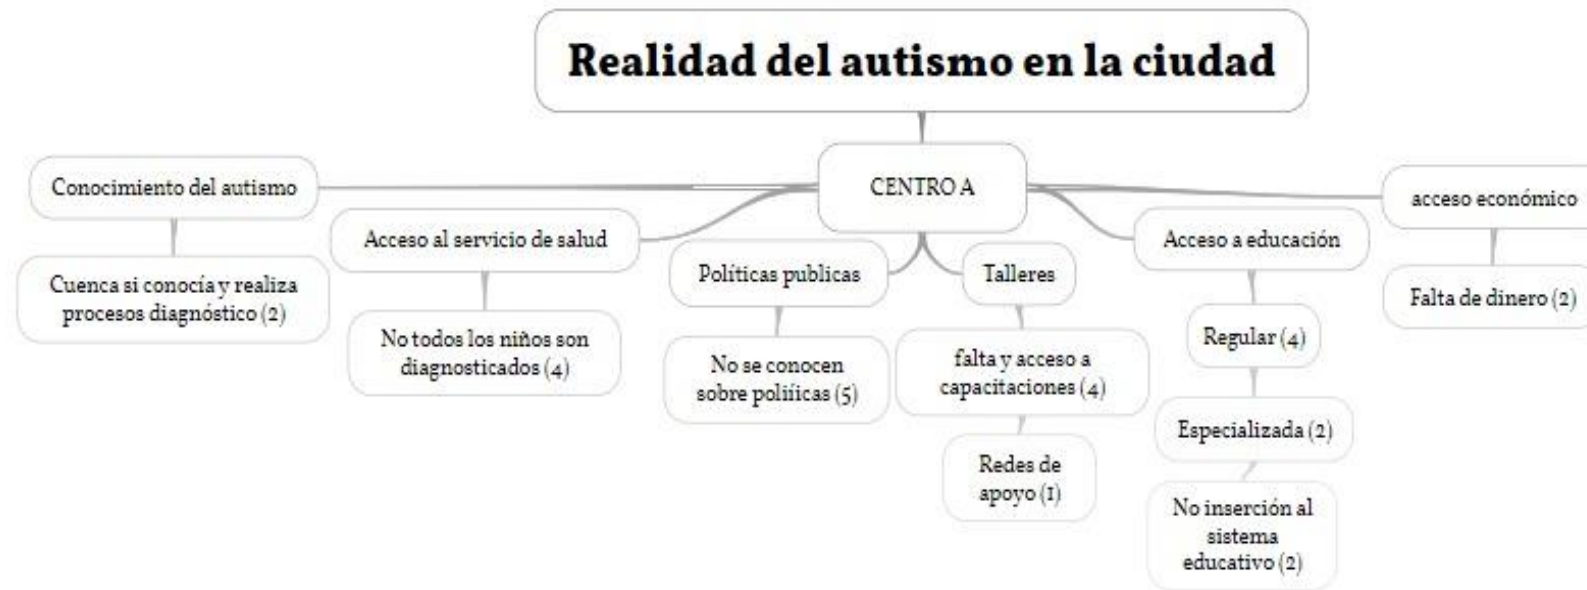 Realidad del autismo en la ciudad
CENTRO A
Conocimiento del autismo
Cuenca si conocía y realiza
procesos diagnóstico (2)
Acceso al servicio de salud
No todos los niños son
diagnosticados (4)
Políticas publicas
No se conocen
sobre poliíicas (5)
Talleres
falta y acceso a
capacitaciones (4)
Redes de
apoyo (1)
Acceso a educación
Regular (4)
Especializada (2)
No inserción al
sistema
educativo (2)
acceso económico
Falta de dinero (2)